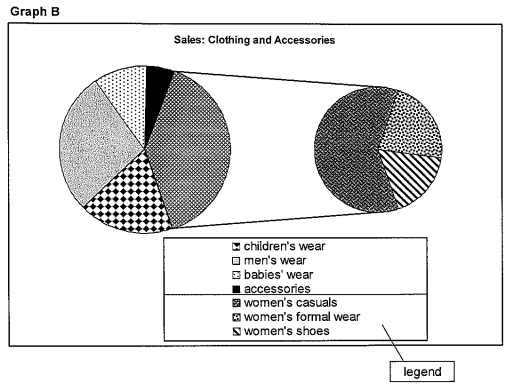 Graph B
Sales: Clothing and Accessories
children's wear
men's wear
babies' wear
accessories
women's casuals
women's formal wear
women's shoes
legend